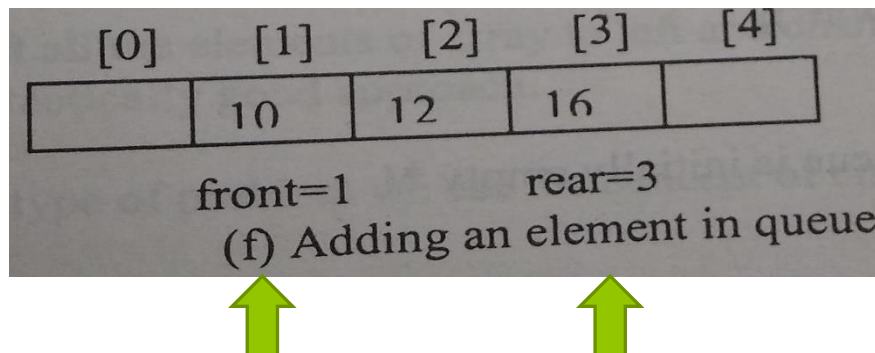 [0] [1] [2] [3] [4]
10 12 16
front=1 rear=3
(f) Adding an element in queue